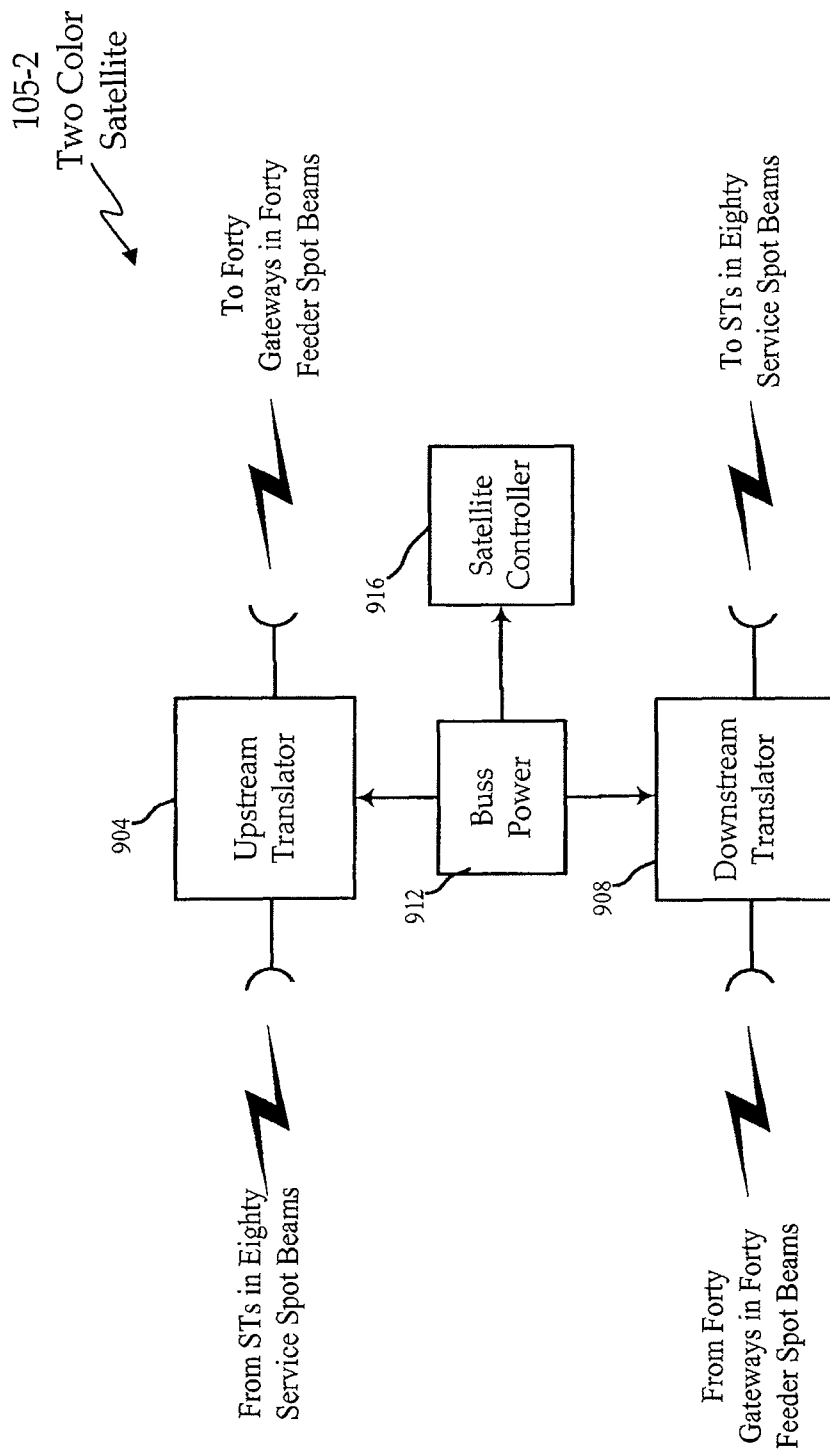 105-2
Two Color
Satellite
From STs in Eighty
Service Spot Beams
904
Upstream
Translator
To Forty
Gateways in Forty
Feeder Spot Beams
912
Buss
Power
916
Satellite
Controller
From Forty
Gateways in Forty
Feeder Spot Beams
908
Downstream
Translator
To STs in Eighty
Service Spot Beams